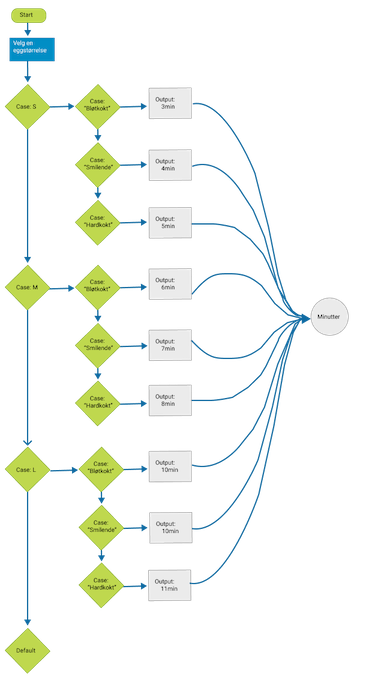 Start
Velg en
eggstørrelse
Case: S
Case:
"Bløtkokt"
Output:
3min
Case:
"Smilende"
Output:
4min
Case:
"Hardkokt"
Output:
5min
Case: M
Case:
"Bløtkokt"
Output:
6min
Case:
"Smilende"
Output:
7min
Case:
"Hardkokt"
Output:
8min
Minutter
Case: L
Case:
"Bløtkokt"
Output:
10min
Case:
"Smilende"
Output:
10min
Case:
"Hardkokt"
Output:
11min
Default